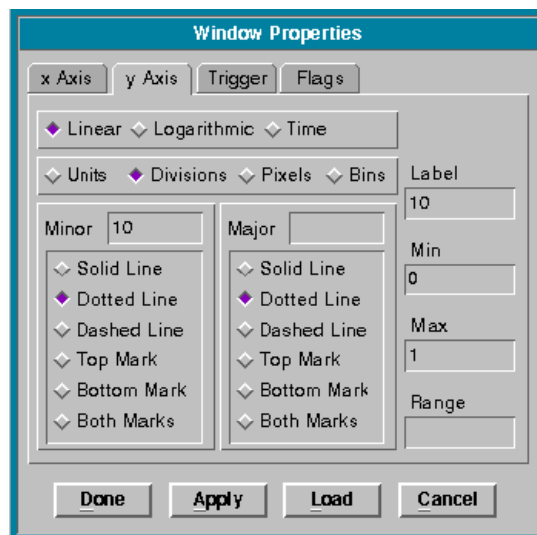 Window Properties
x Axis y Axis Trigger Flags
Linear Logarithmic Time
Units Divisions Pixels Bins
Label
10
Minor 10
Solid Line
Dotted Line
Dashed Line
Top Mark
Bottom Mark
Both Marks
Major
Solid Line
Dotted Line
Dashed Line
Top Mark
Bottom Mark
Both Marks
Min
0
Max
1
Range
Done Apply Load Cancel